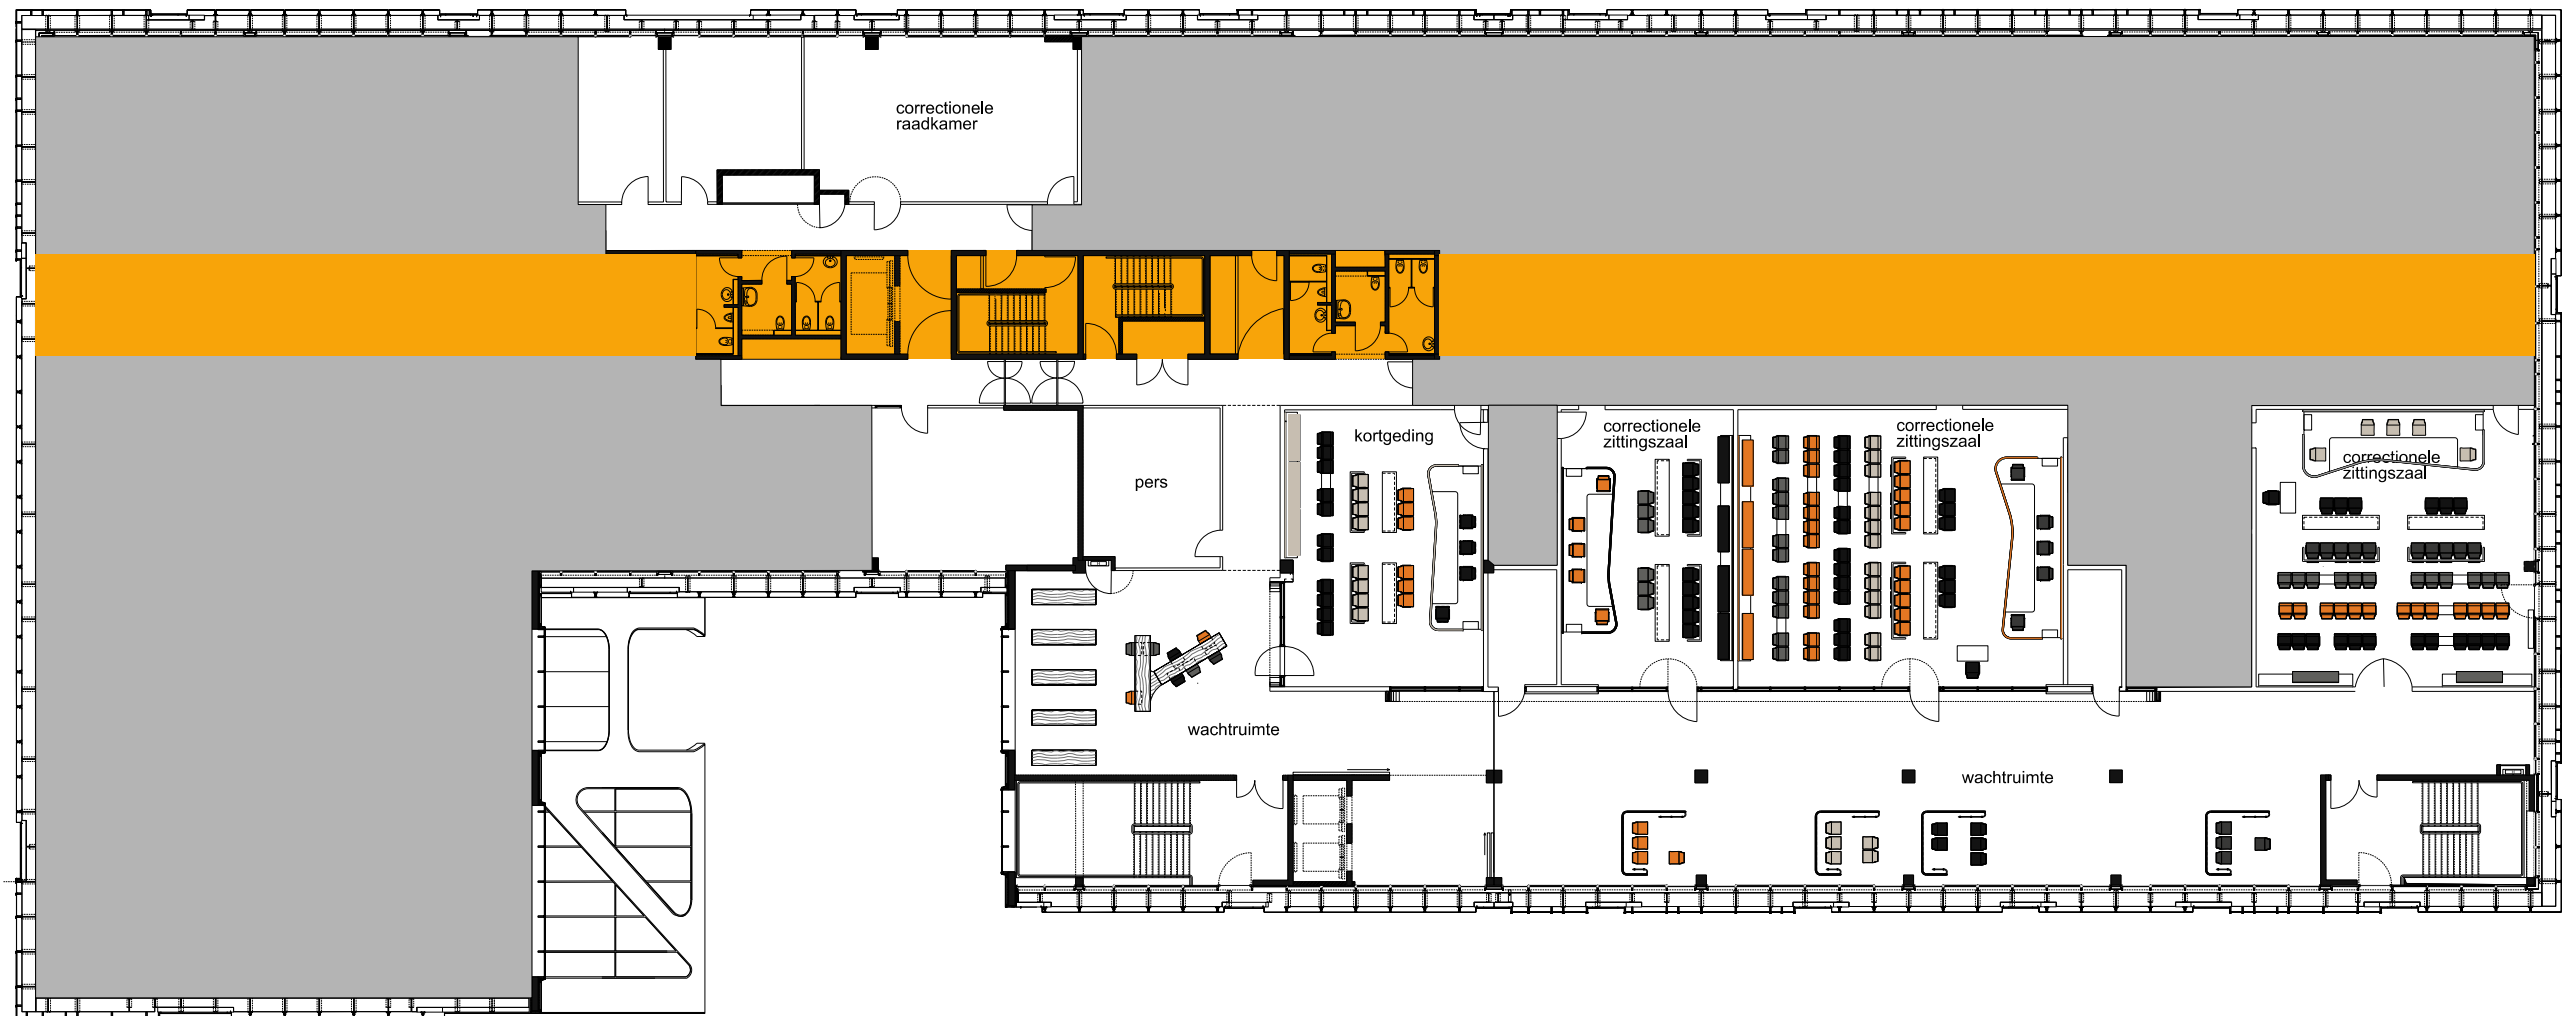 correctionele
raadkamer
kortgeding
correctionele
zittingszaal
correctionele
zittingszaal
correctionele
zittingszaal
pers
wachtruimte
wachtruimte